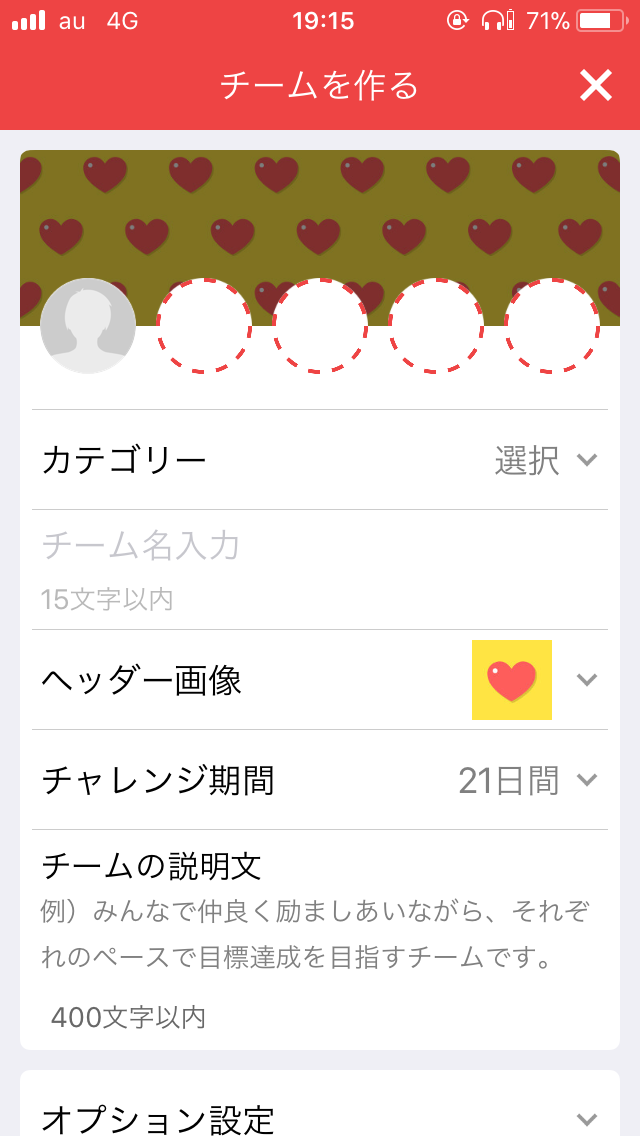 au 4G 19:15 71%
チームを作る
カテゴリー 選択
チーム名入力
15文字以内
ヘッダー画像
チャレンジ期間 21日間
チームの説明文
例）みんなで仲良く励ましあいながら、それぞ
れのペースで目標達成を目指すチームです。
400文字以内
オプション設定